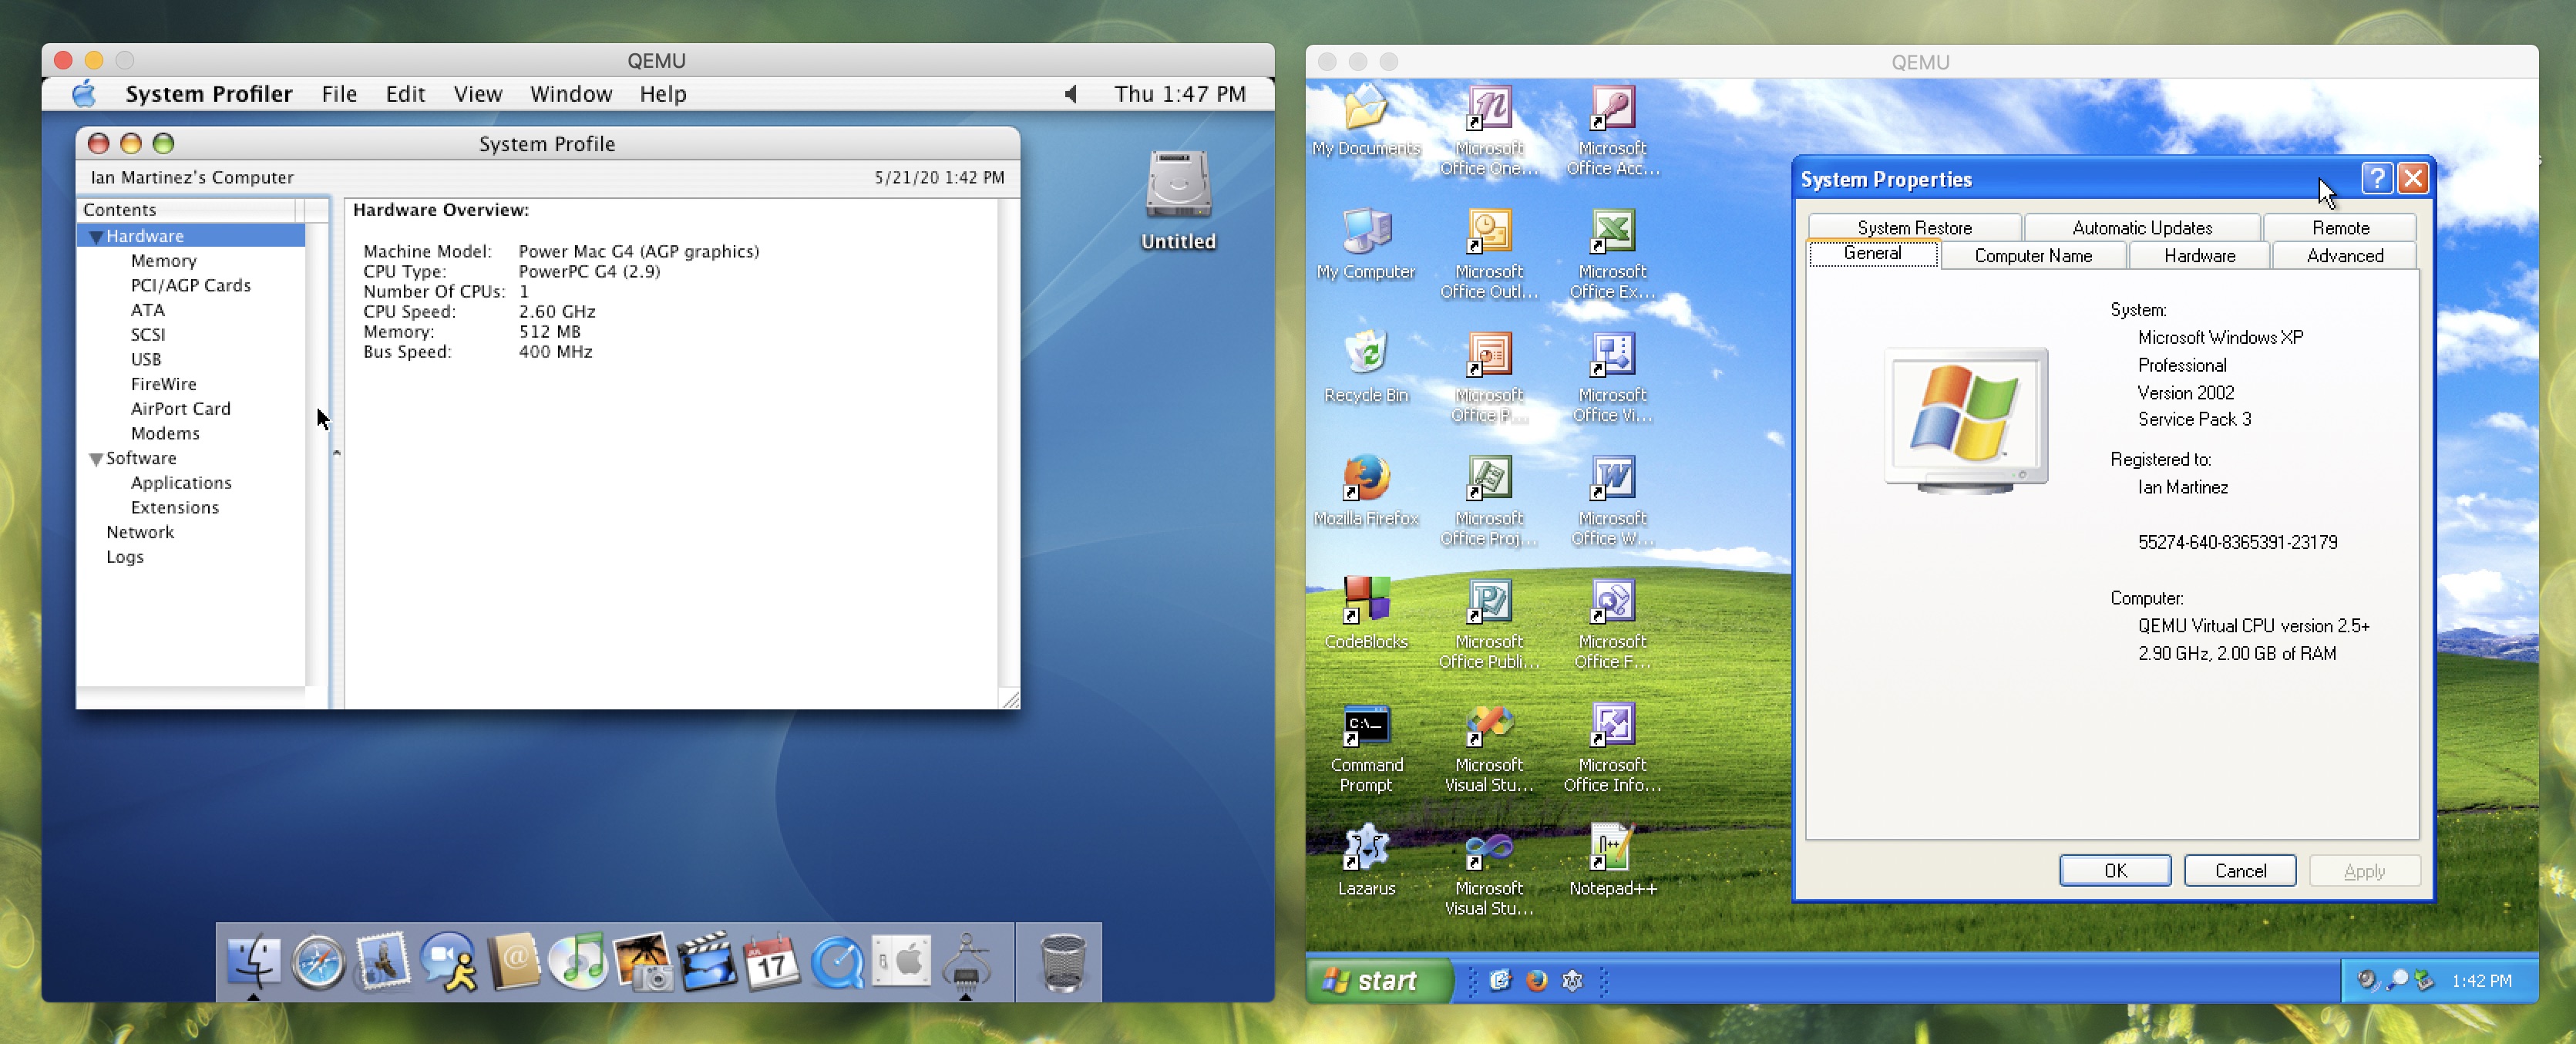 QEMU
System Profiler File Edit View Window Help Thu 1:47 PM
System Profile
Ian Martinez's Computer 5/21/20 1:42 PM
Contents
Hardware
Memory
PCI/AGP Cards
ATA
SCSI
USB
FireWire
AirPort Card
Modems
Software
Applications
Extensions
Network
Logs
Hardware Overview:
Machine Model: Power Mac G4 (AGP graphics)
CPU Type: PowerPC G4 (2.9)
Number Of CPUs: 1
CPU Speed: 2.60 GHz
Memory: 512 MB
Bus Speed: 400 MHz
Untitled
JUL
17
QEMU
My Documents
Microsoft
Office One...
Microsoft
Office Acc...
My Computer
Microsoft
Office Outl...
Microsoft
Office Ex...
Recycle Bin
Microsoft
Office P...
Microsoft
Office Vi...
Mozilla Firefox
Microsoft
Office Proj...
Microsoft
Office W...
CodeBlocks
Microsoft
Office Publi...
Microsoft
Office F...
C:\_
Command
Prompt
Microsoft
Visual Stu...
Microsoft
Office Info...
Lazarus
Microsoft
Visual Stu...
Notepad++
System Properties
System Restore Automatic Updates Remote
General Computer Name Hardware Advanced
System:
Microsoft Windows XP
Professional
Version 2002
Service Pack 3
Registered to:
Ian Martinez
55274-640-8365391-23179
Computer:
QEMU Virtual CPU version 2.5+
2.90 GHz, 2.00 GB of RAM
OK Cancel Apply
start
1:42 PM